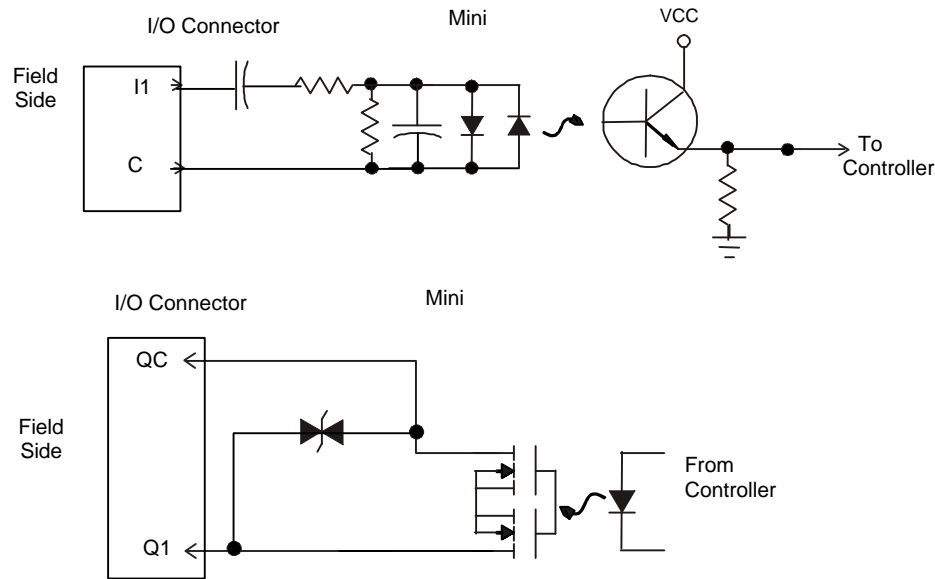 I/O Connector
Mini
VCC
Field
Side
I1
C
To
Controller
I/O Connector
Mini
QC
Field
Side
From
Controller
Q1